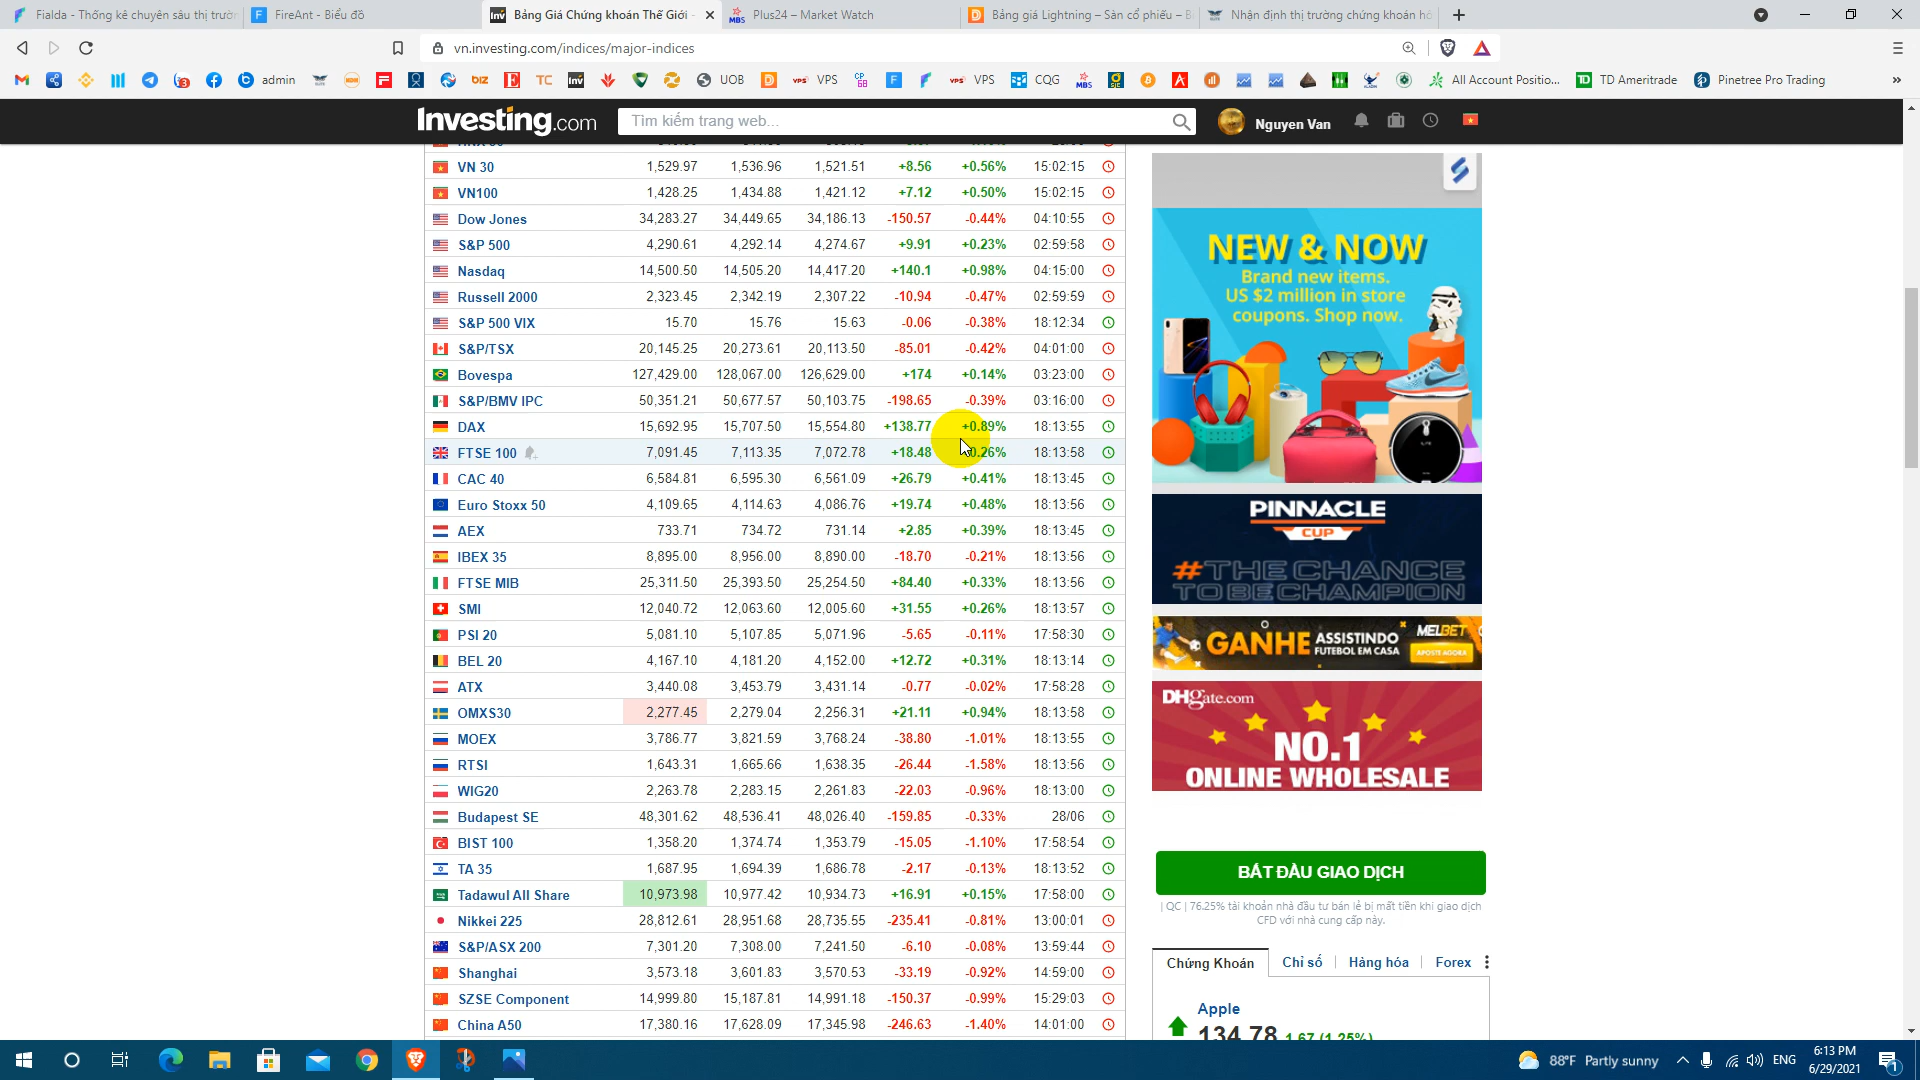 Fialda - Thống kê chuyên sâu thị trườn
FireAnt - Biểu đồ
Inv Bảng Giá Chứng khoán Thế Giới -
MBS Plus24 – Market Watch
Bảng giá Lightning – Sàn cổ phiếu – B
Nhận định thị trường chứng khoán hô
vn.investing.com/indices/major-indices
admin
biz
E
TC
Inv
UOB
VPS VPS
VPS VPS
CQG
MBS
All Account Positio...
TD Ameritrade
Pinetree Pro Trading
Investing.com
Tìm kiếm trang web...
Nguyen Van
VN 30 1,529.97 1,536.96 1,521.51 +8.56 +0.56% 15:02:15
VN100 1,428.25 1,434.88 1,421.12 +7.12 +0.50% 15:02:15
Dow Jones 34,283.27 34,449.65 34,186.13 -150.57 -0.44% 04:10:55
S&P 500 4,290.61 4,292.14 4,274.67 +9.91 +0.23% 02:59:58
Nasdaq 14,500.50 14,505.20 14,417.20 +140.1 +0.98% 04:15:00
Russell 2000 2,323.45 2,342.19 2,307.22 -10.94 -0.47% 02:59:59
S&P 500 VIX 15.70 15.76 15.63 -0.06 -0.38% 18:12:34
S&P/TSX 20,145.25 20,273.61 20,113.50 -85.01 -0.42% 04:01:00
Bovespa 127,429.00 128,067.00 126,629.00 +174 +0.14% 03:23:00
S&P/BMV IPC 50,351.21 50,677.57 50,103.75 -198.65 -0.39% 03:16:00
DAX 15,692.95 15,707.50 15,554.80 +138.77 +0.89% 18:13:55
FTSE 100 7,091.45 7,113.35 7,072.78 +18.48 0.26% 18:13:58
CAC 40 6,584.81 6,595.30 6,561.09 +26.79 +0.41% 18:13:45
Euro Stoxx 50 4,109.65 4,114.63 4,086.76 +19.74 +0.48% 18:13:56
AEX 733.71 734.72 731.14 +2.85 +0.39% 18:13:45
IBEX 35 8,895.00 8,956.00 8,890.00 -18.70 -0.21% 18:13:56
FTSE MIB 25,311.50 25,393.50 25,254.50 +84.40 +0.33% 18:13:56
SMI 12,040.72 12,063.60 12,005.60 +31.55 +0.26% 18:13:57
PSI 20 5,081.10 5,107.85 5,071.96 -5.65 -0.11% 17:58:30
BEL 20 4,167.10 4,181.20 4,152.00 +12.72 +0.31% 18:13:14
ATX 3,440.08 3,453.79 3,431.14 -0.77 -0.02% 17:58:28
OMXS30 2,277.45 2,279.04 2,256.31 +21.11 +0.94% 18:13:58
MOEX 3,786.77 3,821.59 3,768.24 -38.80 -1.01% 18:13:55
RTSI 1,643.31 1,665.66 1,638.35 -26.44 -1.58% 18:13:56
WIG20 2,263.78 2,283.15 2,261.83 -22.03 -0.96% 18:13:00
Budapest SE 48,301.62 48,536.41 48,026.40 -159.85 -0.33% 28/06
BIST 100 1,358.20 1,374.74 1,353.79 -15.05 -1.10% 17:58:54
TA 35 1,687.95 1,694.39 1,686.78 -2.17 -0.13% 18:13:52
Tadawul All Share 10,973.98 10,977.42 10,934.73 +16.91 +0.15% 17:58:00
Nikkei 225 28,812.61 28,951.68 28,735.55 -235.41 -0.81% 13:00:01
S&P/ASX 200 7,301.20 7,308.00 7,241.50 -6.10 -0.08% 13:59:44
Shanghai 3,573.18 3,601.83 3,570.53 -33.19 -0.92% 14:59:00
SZSE Component 14,999.80 15,187.81 14,991.18 -150.37 -0.99% 15:29:03
China A50 17,380.16 17,628.09 17,345.98 -246.63 -1.40% 14:01:00
NEW & NOW
Brand new items.
US $2 million in store
coupons. Shop now.
PINNACLE
CUP
#THE CHANCE
TO BE CHAMPION
GANHE ASSISTINDO
FUTEBOL EM CASA
MELBET
APOSTE AGORA
DHgate.com
NO.1
ONLINE WHOLESALE
BẮT ĐẦU GIAO DỊCH
| QC | 76.25% tài khoản nhà đầu tư bán lẻ bị mất tiền khi giao dịch
CFD với nhà cung cấp này.
Chứng Khoán
Chỉ số
Hàng hóa
Forex
Apple
134.78 1.67 (1.25%)
88°F Partly sunny
ENG
6:13 PM
6/29/2021
1